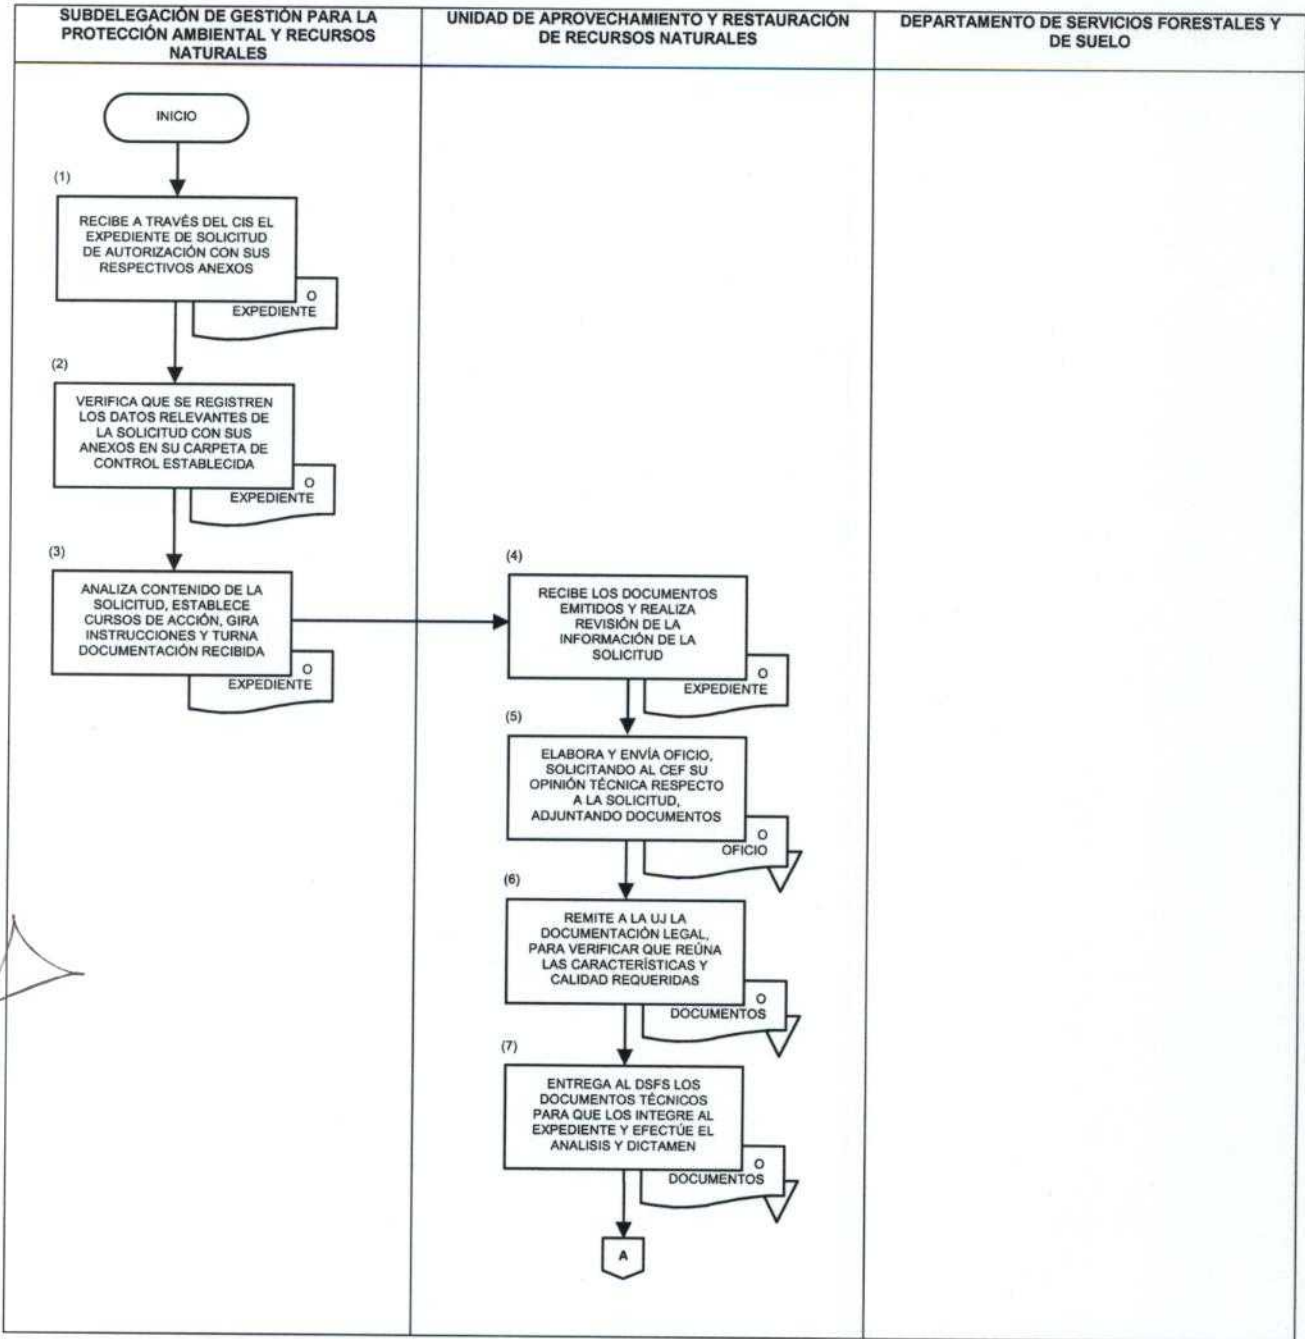 SUBDELEGACIÓN DE GESTIÓN PARA LA
PROTECCIÓN AMBIENTAL Y RECURSOS
NATURALES
UNIDAD DE APROVECHAMIENTO Y RESTAURACIÓN
DE RECURSOS NATURALES
DEPARTAMENTO DE SERVICIOS FORESTALES Y
DE SUELO
INICIO
(1)
RECIBE A TRAVÉS DEL CIS EL
EXPEDIENTE DE SOLICITUD
DE AUTORIZACIÓN CON SUS
RESPECTIVOS ANEXOS
O
EXPEDIENTE
(2)
VERIFICA QUE SE REGISTREN
LOS DATOS RELEVANTES DE
LA SOLICITUD CON SUS
ANEXOS EN SU CARPETA DE
CONTROL ESTABLECIDA
O
EXPEDIENTE
(3)
ANALIZA CONTENIDO DE LA
SOLICITUD, ESTABLECE
CURSOS DE ACCIÓN, GIRA
INSTRUCCIONES Y TURNA
DOCUMENTACIÓN RECIBIDA
O
EXPEDIENTE
(4)
RECIBE LOS DOCUMENTOS
EMITIDOS Y REALIZA
REVISIÓN DE LA
INFORMACIÓN DE LA
SOLICITUD
O
EXPEDIENTE
(5)
ELABORA Y ENVÍA OFICIO,
SOLICITANDO AL CEF SU
OPINIÓN TÉCNICA RESPECTO
A LA SOLICITUD,
ADJUNTANDO DOCUMENTOS
O
OFICIO
(6)
REMITE A LA UJ LA
DOCUMENTACIÓN LEGAL,
PARA VERIFICAR QUE REÚNA
LAS CARACTERÍSTICAS Y
CALIDAD REQUERIDAS
O
DOCUMENTOS
(7)
ENTREGA AL DSFS LOS
DOCUMENTOS TÉCNICOS
PARA QUE LOS INTEGRE AL
EXPEDIENTE Y EFECTÚE EL
ANALISIS Y DICTAMEN
O
DOCUMENTOS
A